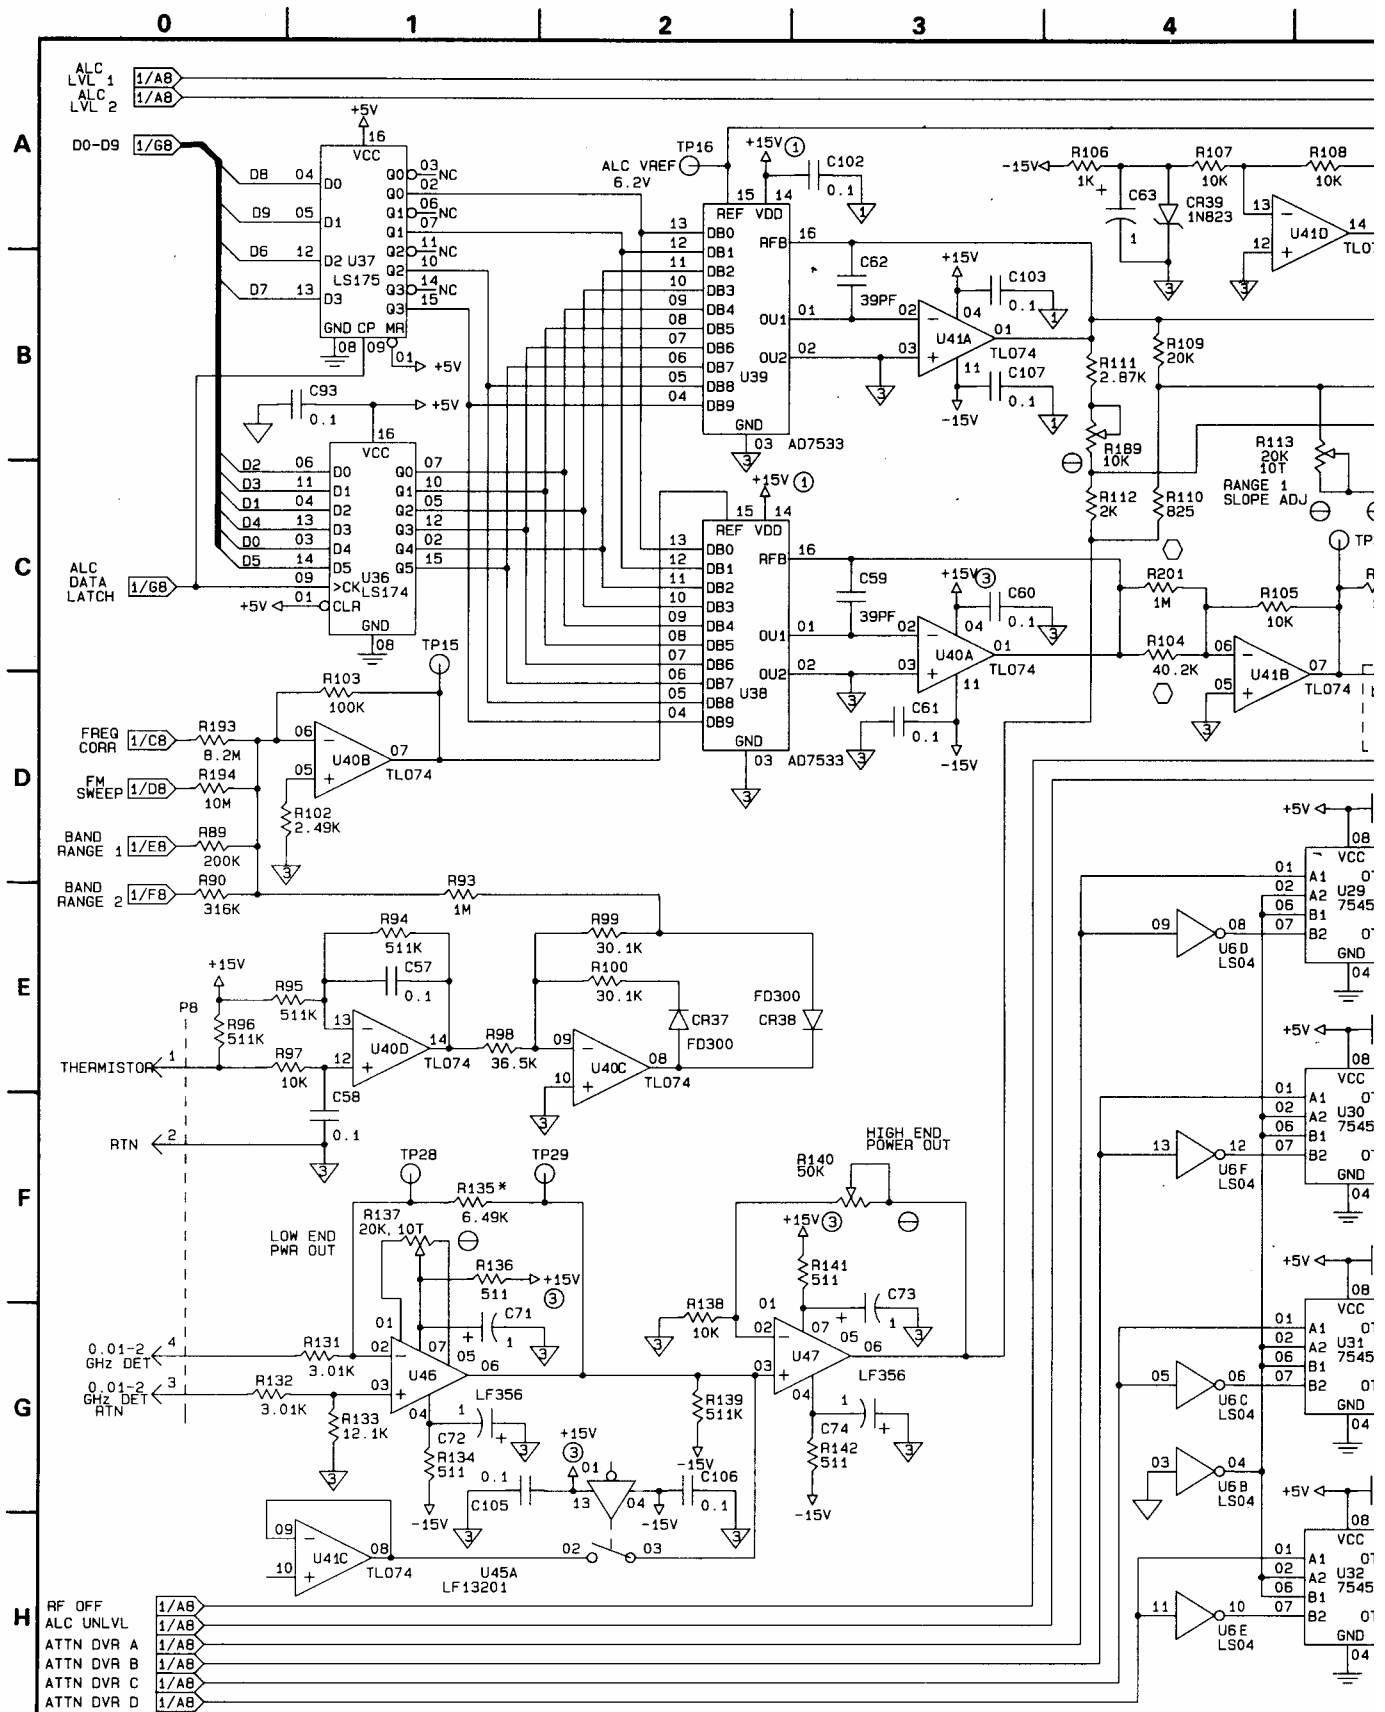 0 1 2 3 4
ALC LVL 1 1/A8
ALC LVL 2 1/A8
A
D0-D9 1/G8
+5V
16
VCC
D8 04 D0
D9 05 D1
D6 12 D2 U37
LS175
D7 13 D3
Q0 03 NC
Q0 02
Q1 06 NC
Q1 07
Q2 11 NC
Q2 10
Q3 14 NC
Q3 15
GND CP MR
08 09 01
+5V
TP16
ALC VREF
6.2V
+15V 1
C102
0.1
1
15 14
REF VDD
13 DB0
12 DB1
11 DB2
10 DB3
09 DB4
08 DB5
07 DB6
06 DB7
05 DB8
04 DB9
U39
RFB 16
OU1 01
OU2 02
GND
03 AD7533
3
C62
39PF
+15V
C103
0.1
1
02
03
04
U41A
01
TL074
11
C107
0.1
1
-15V
3
-15V
R106
1K
+
C63
1
CR39
1N823
R107
10K
R108
10K
13
12
U41D
14
3
3
B
R109
20K
R111
2.87K
R189
10K
R113
20K
10T
RANGE 1
SLOPE ADJ
R112
2K
R110
825
C93
0.1
+5V
16
VCC
D2 06 D0
D3 11 D1
D1 04 D2
D4 13 D3
D0 03 D4
D5 14 D5
09 >CK
+5V 01 CLR
U36
LS174
GND
08
Q0 07
Q1 10
Q2 05
Q3 12
Q4 02
Q5 15
C
ALC
DATA
LATCH 1/G8
+15V 1
15 14
REF VDD
13 DB0
12 DB1
11 DB2
10 DB3
09 DB4
08 DB5
07 DB6
06 DB7
05 DB8
04 DB9
U38
RFB 16
OU1 01
OU2 02
GND
03 AD7533
3
C59
39PF
+15V 3
C60
0.1
3
02
03
04
U40A
01
TL074
11
C61
0.1
3
-15V
3
R201
1M
R104
40.2K
R105
10K
06
05
U41B
07
TL074
3
TP15
R103
100K
FREQ
CORR 1/C8
R193
8.2M
06
05
U40B
07
TL074
D
FM
SWEEP 1/D8
R194
10M
R102
2.49K
3
BAND
RANGE 1 1/E8
R89
200K
BAND
RANGE 2 1/F8
R90
316K
R93
1M
R94
511K
C57
0.1
R99
30.1K
R100
30.1K
CR37
FD300
FD300
CR38
E
+15V
R95
511K
P8
R96
511K
THERMISTOR 1
R97
10K
13
12
U40D
14
TL074
R98
36.5K
09
10
U40C
08
TL074
3
C58
0.1
RTN 2
3
+5V
08
VCC
01 A1
02 A2
06 B1
07 B2
U29
GND
04
09 08
U6D
LS04
+5V
08
VCC
01 A1
02 A2
06 B1
07 B2
U30
GND
04
13 12
U6F
LS04
F
TP28
TP29
R135*
6.49K
R137
20K, 10T
LOW END
PWR OUT
R136
511
+15V
3
C71
+ 1
3
HIGH END
POWER OUT
R140
50K
+15V 3
R141
511
C73
+ 1
3
R138
10K
3
01
02
03
07
05
06
04
U47
LF356
1
C74
+
3
R142
511
-15V
0.01-2
GHz DET 4
R131
3.01K
0.01-2
GHz DET
RTN 3
R132
3.01K
01
02
03
07
05
06
04
U46
LF356
R133
12.1K
3
1
C72
+
3
R134
511
-15V
R139
511K
-15V
G
+15V
3
0.1
C105
3
01
13
04
-15V
C106
0.1
3
02 03
U45A
LF13201
09
10
U41C
08
TL074
+5V
08
VCC
01 A1
02 A2
06 B1
07 B2
U31
GND
04
05 06
U6C
LS04
03 04
U6B
LS04
+5V
08
VCC
01 A1
02 A2
06 B1
07 B2
U32
GND
04
11 10
U6E
LS04
H
RF OFF 1/A8
ALC UNLVL 1/A8
ATTN DVR A 1/A8
ATTN DVR B 1/A8
ATTN DVR C 1/A8
ATTN DVR D 1/A8